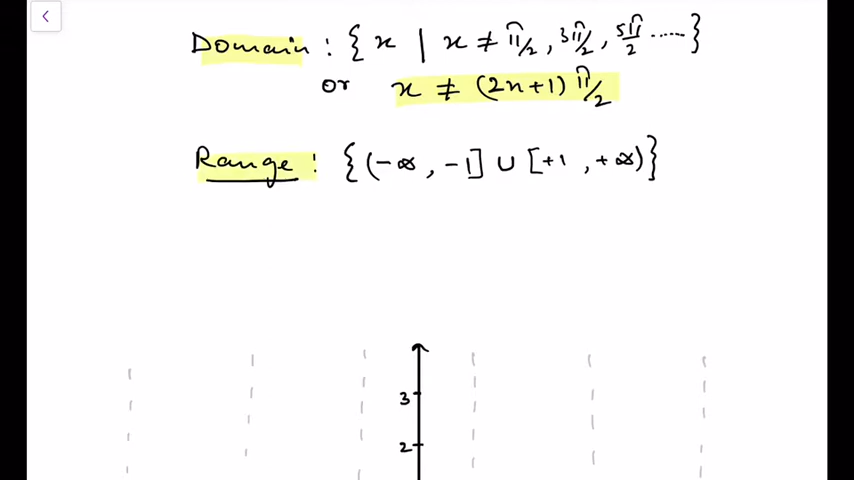 Domain : { x | x ≠ π/2 , 3π/2 , 5π/2 ...... }
or x ≠ (2n+1) π/2
Range : { (-∞ , -1] ∪ [+1 , +∞) }
3
2